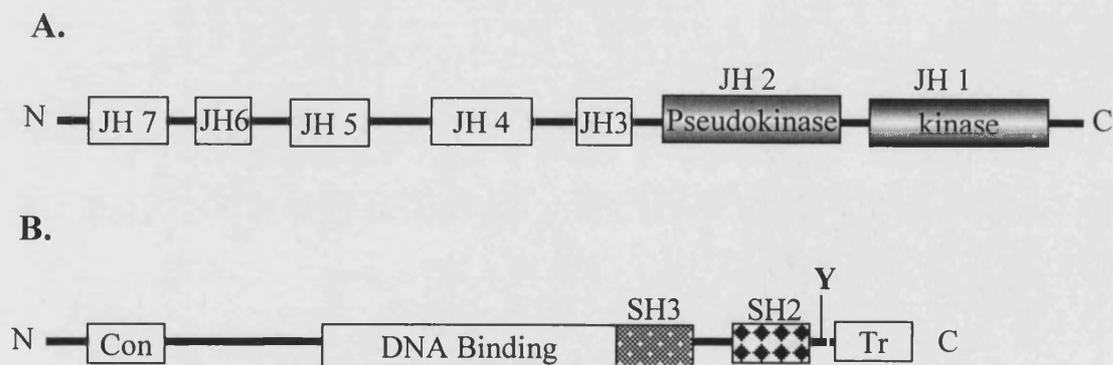 A.
JH 2 JH 1
N JH 7 JH6 JH 5 JH 4 JH3 Pseudokinase kinase C
B.
Y
SH3 SH2
N Con DNA Binding Tr C